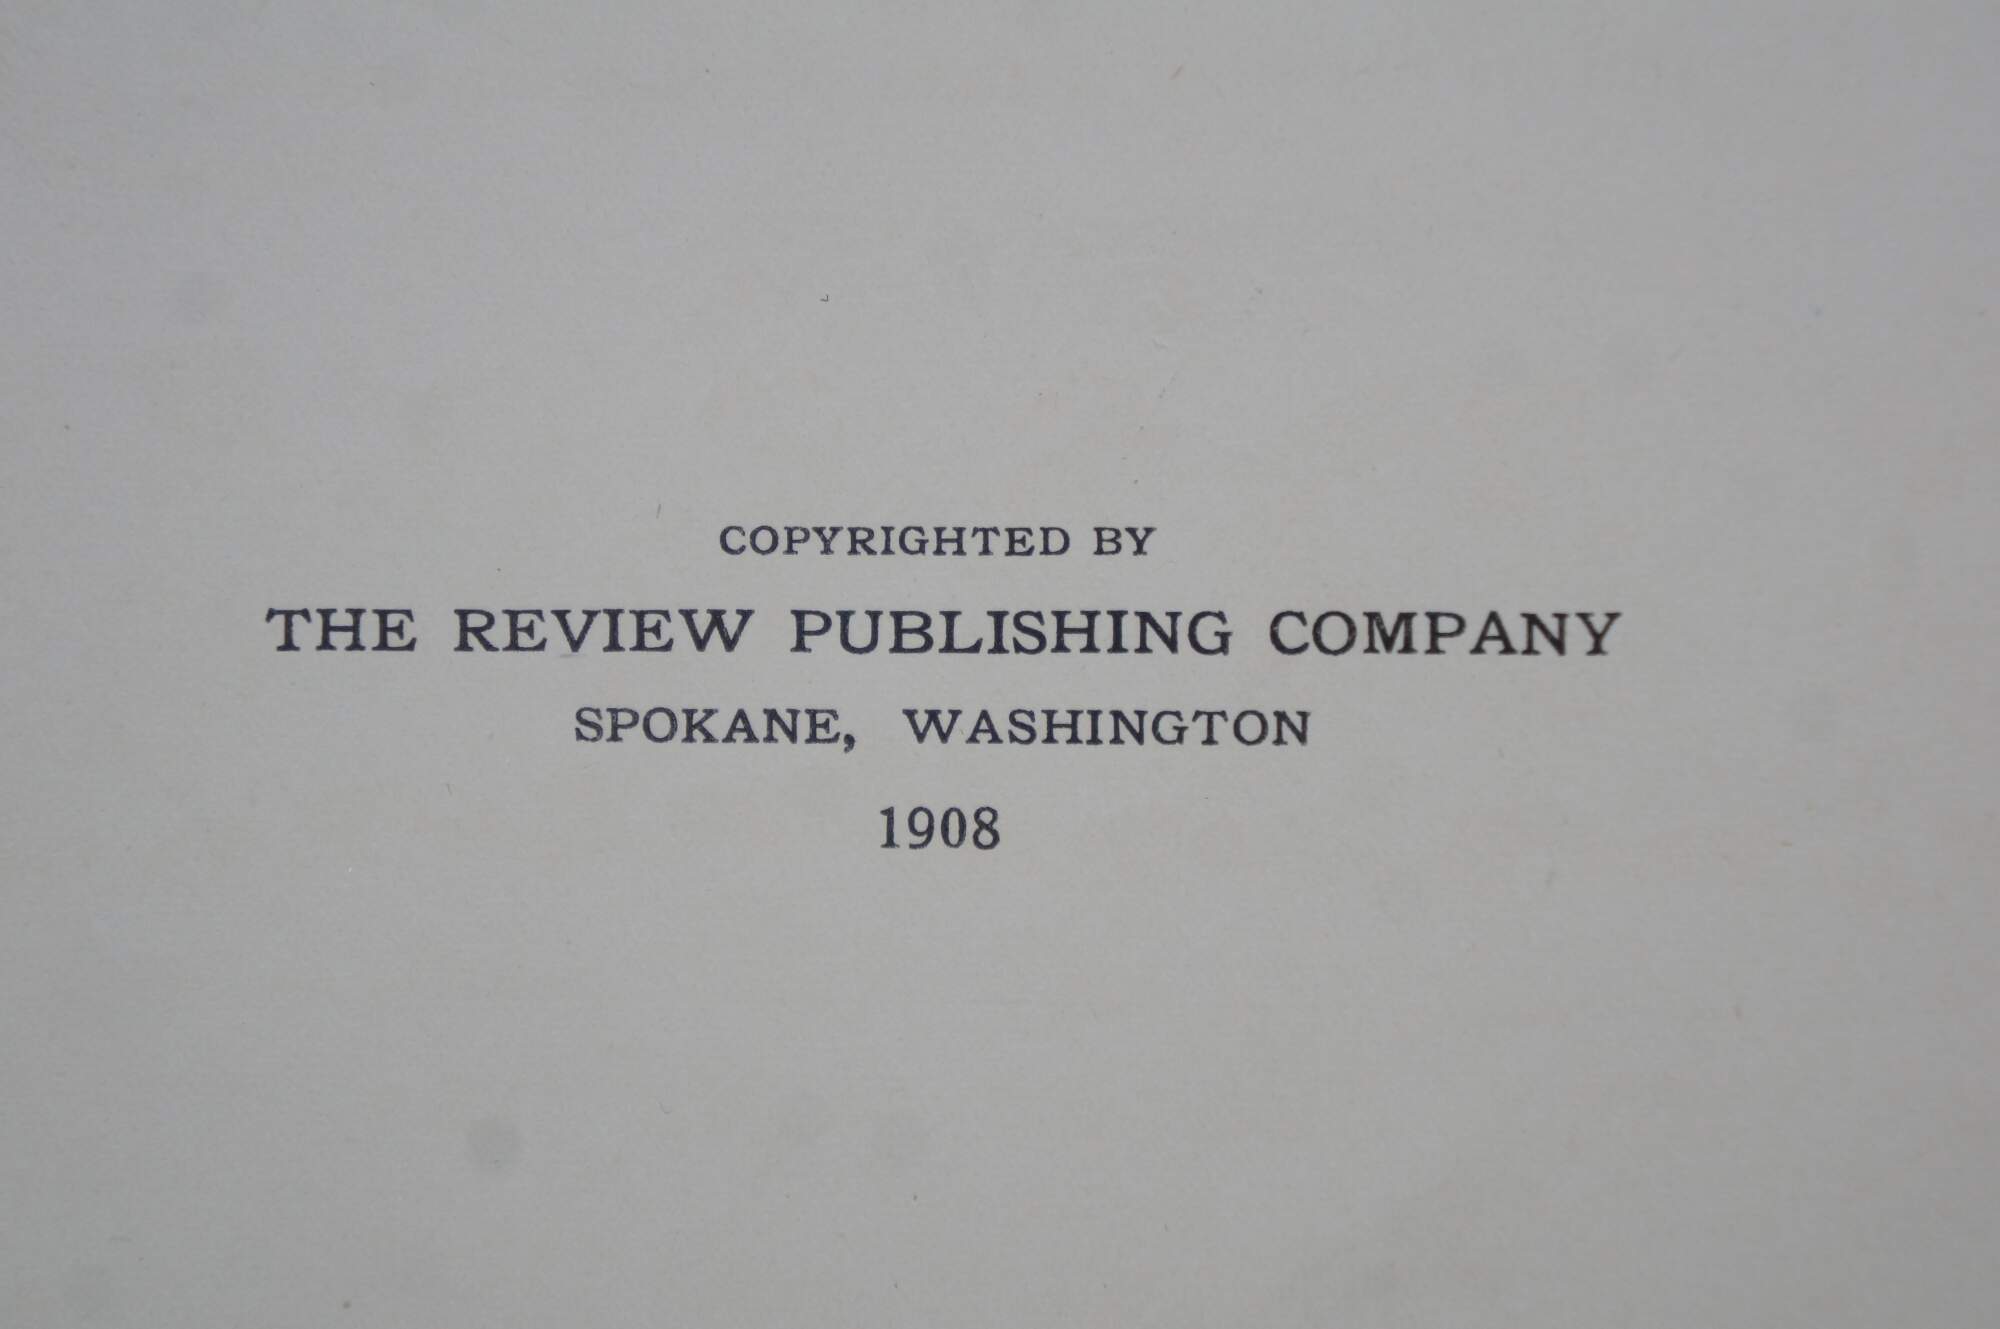 COPYRIGHTED BY
THE REVIEW PUBLISHING COMPANY
SPOKANE, WASHINGTON
1908